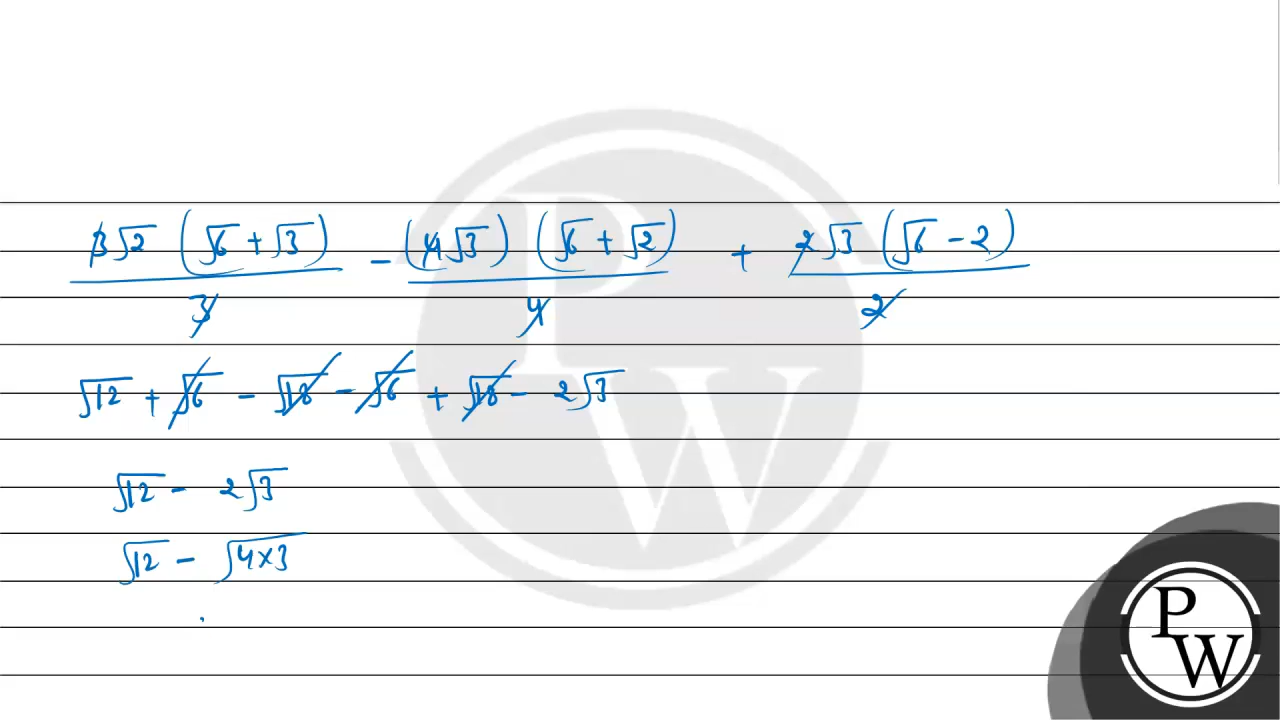 3√2 (√6 + √3)/3 - (4√3) (√6 + √2)/4 + 2√3 (√6 - 2)/2
√12 + √6 - √18 - √6 + √18 - 2√3
√12 - 2√3
√12 - √4×3
P
W
P
W